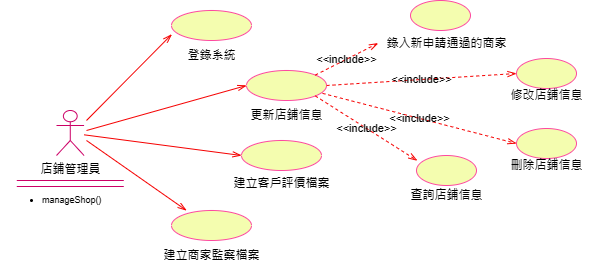 登錄系統
錄入新申請通過的商家
<<include>>
更新店鋪信息
<<include>>
修改店鋪信息
<<include>>
<<include>>
店鋪管理員
manageShop()
刪除店鋪信息
建立客戶評價檔案
查詢店鋪信息
建立商家監察檔案